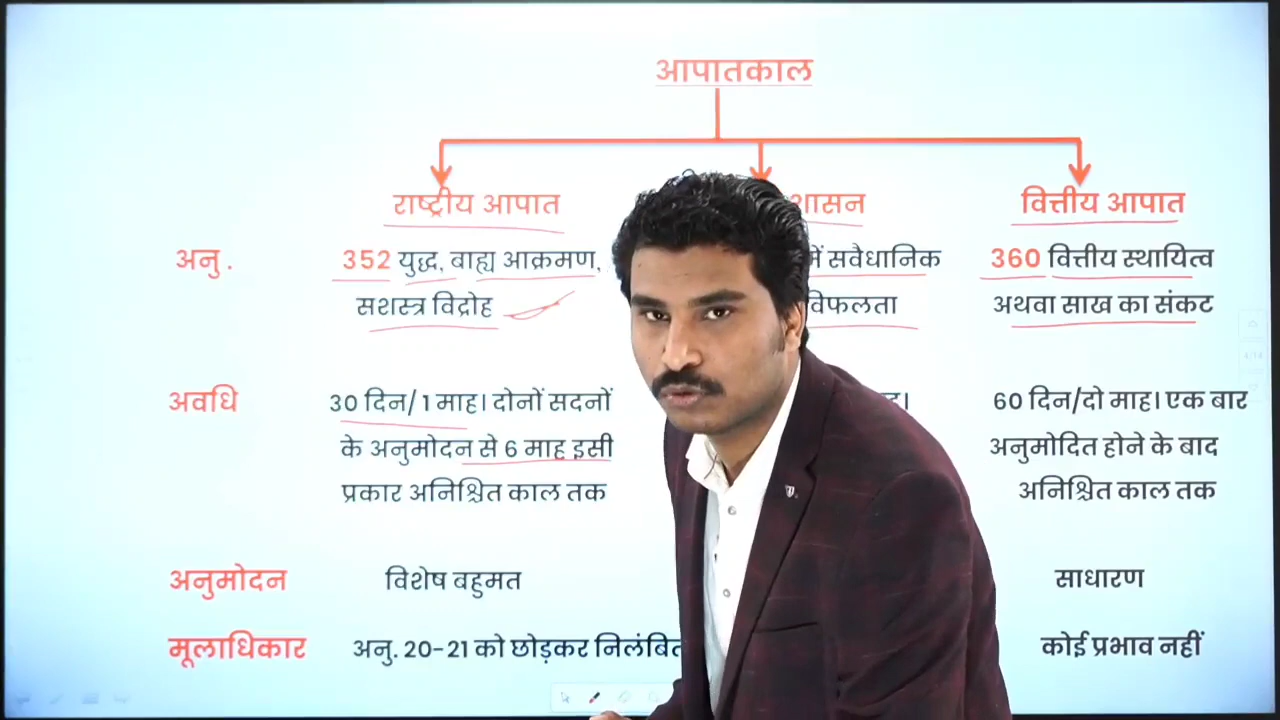 आपातकाल
राष्ट्रीय आपात शासन वित्तीय आपात
अनु. 352 युद्ध, बाह्य आक्रमण, में सवैधानिक 360 वित्तीय स्थायित्व
सशस्त्र विद्रोह विफलता अथवा साख का संकट
अवधि 30 दिन/ 1 माह। दोनों सदनों 60 दिन/दो माह। एक बार
के अनुमोदन से 6 माह इसी अनुमोदित होने के बाद
प्रकार अनिश्चित काल तक अनिश्चित काल तक
अनुमोदन विशेष बहुमत साधारण
मूलाधिकार अनु. 20-21 को छोड़कर निलंबित कोई प्रभाव नहीं